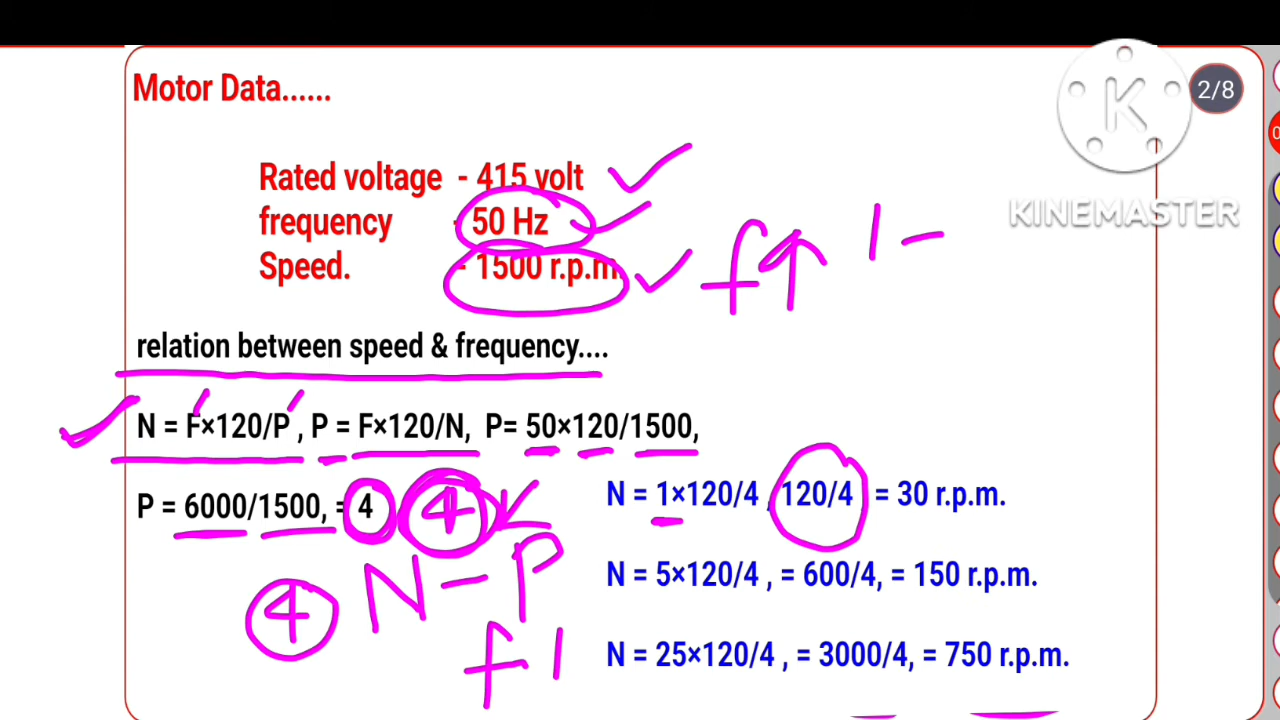 Motor Data......
2/8
K
KINEMASTER
Rated voltage - 415 volt
frequency - 50 Hz
Speed. - 1500 r.p.m.
f 1 -
relation between speed & frequency....
N = F×120/P , P = F×120/N, P= 50×120/1500,
P = 6000/1500, = 4 4
N = 1×120/4 , 120/4 = 30 r.p.m.
N - P
N = 5×120/4 , = 600/4, = 150 r.p.m.
4
f 1
N = 25×120/4 , = 3000/4, = 750 r.p.m.